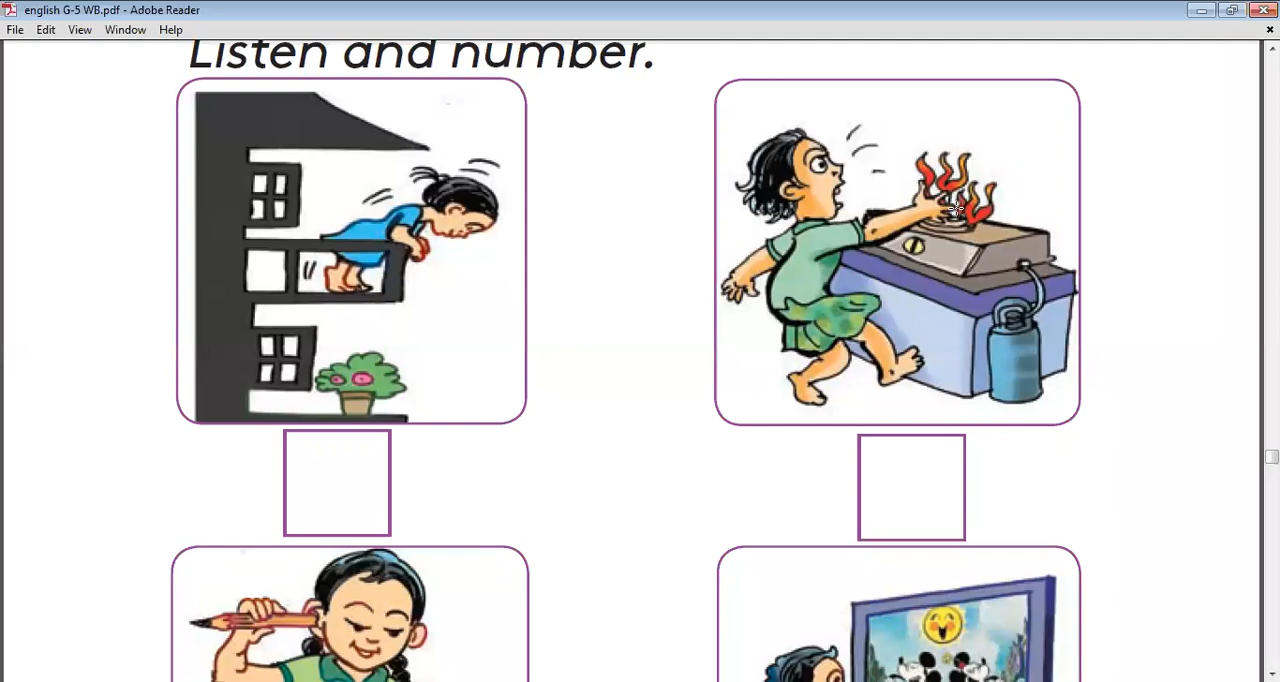 english G-5 WB.pdf - Adobe Reader
File Edit View Window Help
Listen and number.